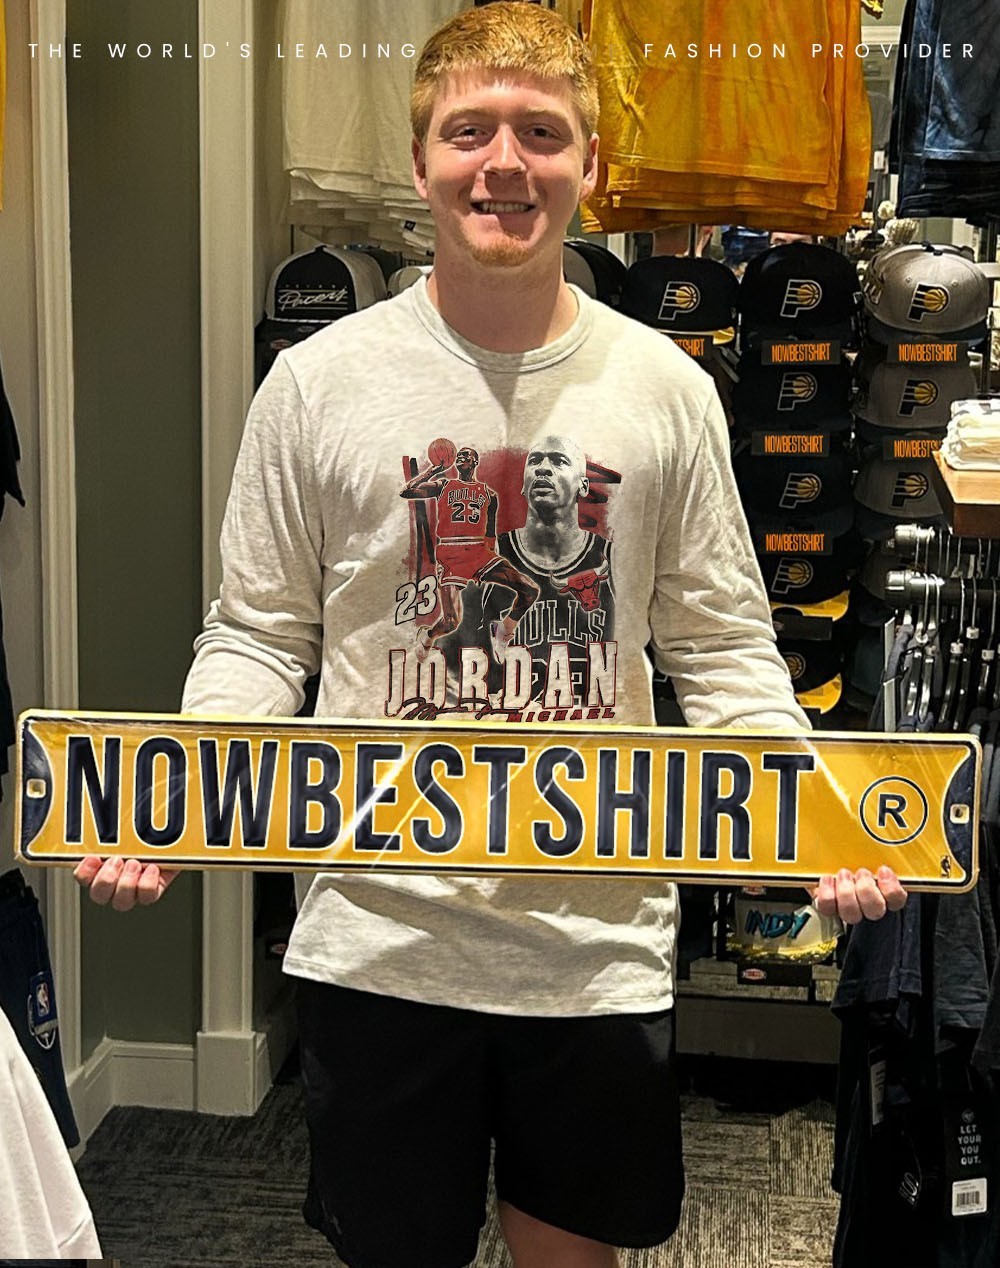 THE WORLD'S LEADING FASHION PROVIDER
Pacers
NOWBESTSHIRT
NOWBESTSHIRT
NOWBESTSHIRT
NOWBESTSHIRT
BULLS
23
23
BULLS
JORDAN
MICHAEL
NOWBESTSHIRT ®
INDY
LET
YOUR
YOU
OUT.